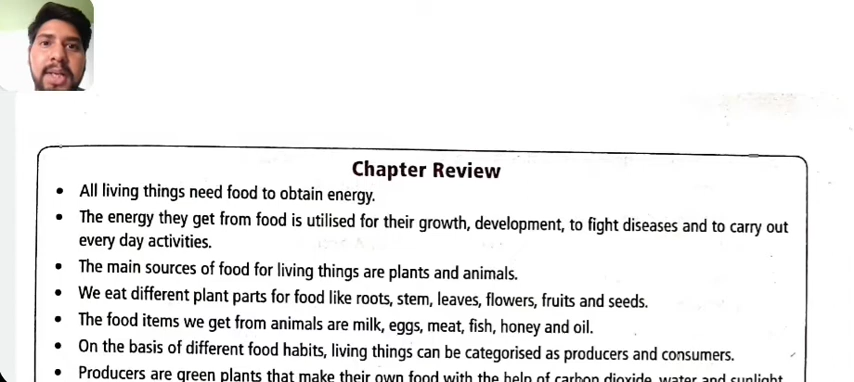 Chapter Review
• All living things need food to obtain energy.
• The energy they get from food is utilised for their growth, development, to fight diseases and to carry out
every day activities.
• The main sources of food for living things are plants and animals.
• We eat different plant parts for food like roots, stem, leaves, flowers, fruits and seeds.
• The food items we get from animals are milk, eggs, meat, fish, honey and oil.
• On the basis of different food habits, living things can be categorised as producers and consumers.
• Producers are green plants that make their own food with the help of carbon dioxide, water and sunlight